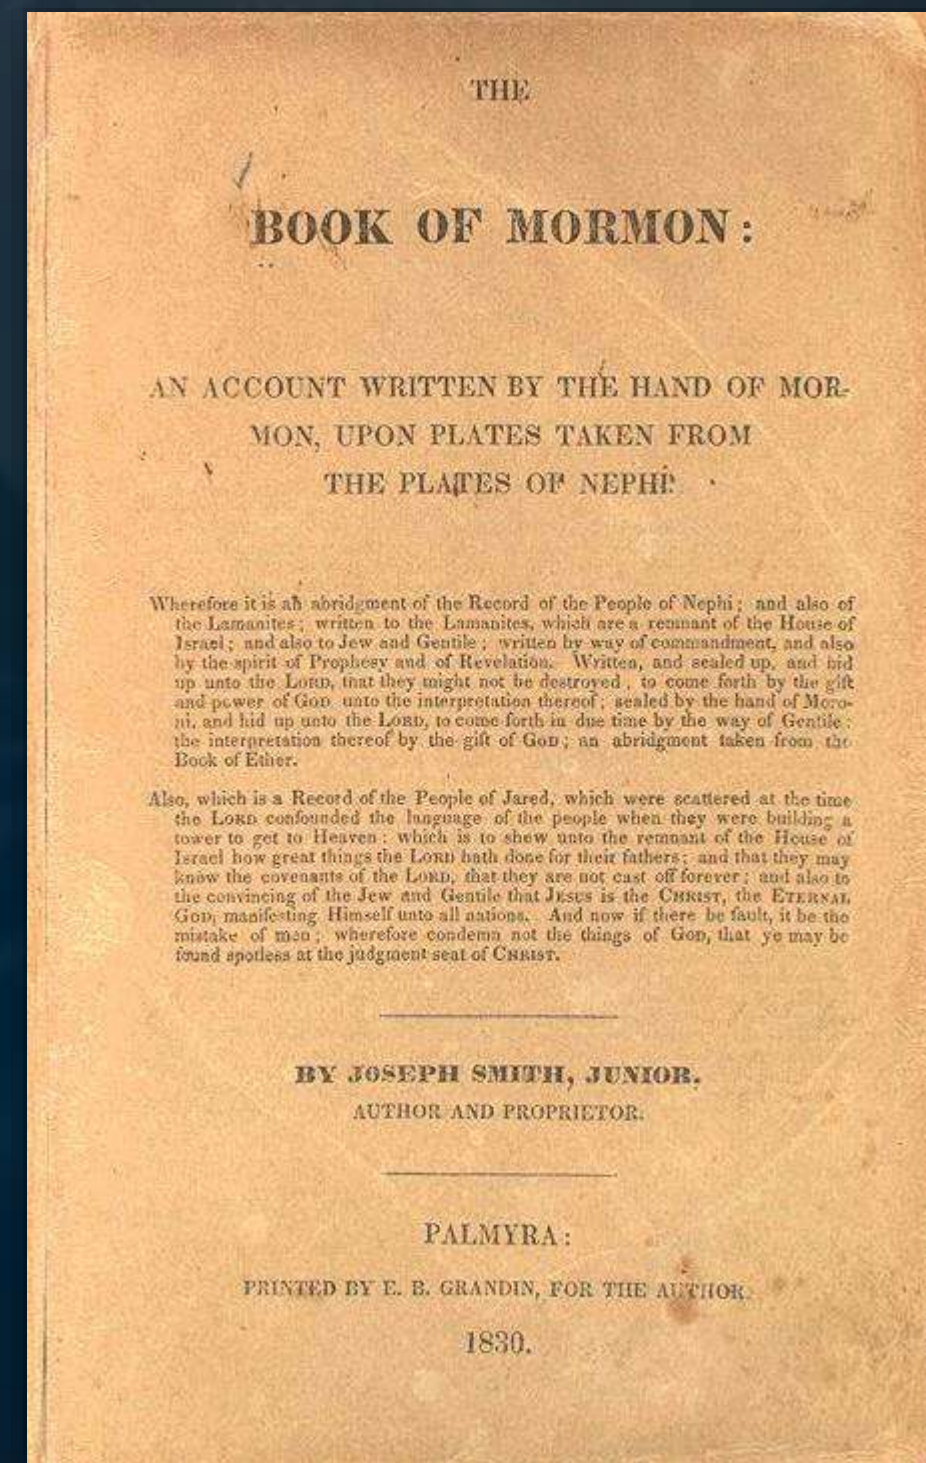 THE
BOOK OF MORMON:
AN ACCOUNT WRITTEN BY THE HAND OF MOR-
MON, UPON PLATES TAKEN FROM
THE PLATES OF NEPHI.
Wherefore it is an abridgment of the Record of the People of Nephi; and also of
the Lamanites; written to the Lamanites, which are a remnant of the House of
Israel; and also to Jew and Gentile; written by way of commandment, and also
by the spirit of Prophesy and of Revelation. Written, and sealed up, and hid
up unto the LORD, that they might not be destroyed, to come forth by the gift
and power of GOD unto the interpretation thereof; sealed by the hand of Moro-
ni, and hid up unto the LORD, to come forth in due time by the way of Gentile;
the interpretation thereof by the gift of GOD; an abridgment taken from the
Book of Ether.
Also, which is a Record of the People of Jared, which were scattered at the time
the LORD confounded the language of the people when they were building a
tower to get to Heaven: which is to shew unto the remnant of the House of
Israel how great things the LORD hath done for their fathers; and that they may
know the covenants of the LORD, that they are not cast off forever; and also to
the convincing of the Jew and Gentile that JESUS is the CHRIST, the ETERNAL
GOD, manifesting Himself unto all nations. And now if there be fault, it be the
mistake of men; wherefore condemn not the things of GOD, that ye may be
found spotless at the judgment seat of CHRIST.
BY JOSEPH SMITH, JUNIOR,
AUTHOR AND PROPRIETOR.
PALMYRA:
PRINTED BY E. B. GRANDIN, FOR THE AUTHOR.
1830.